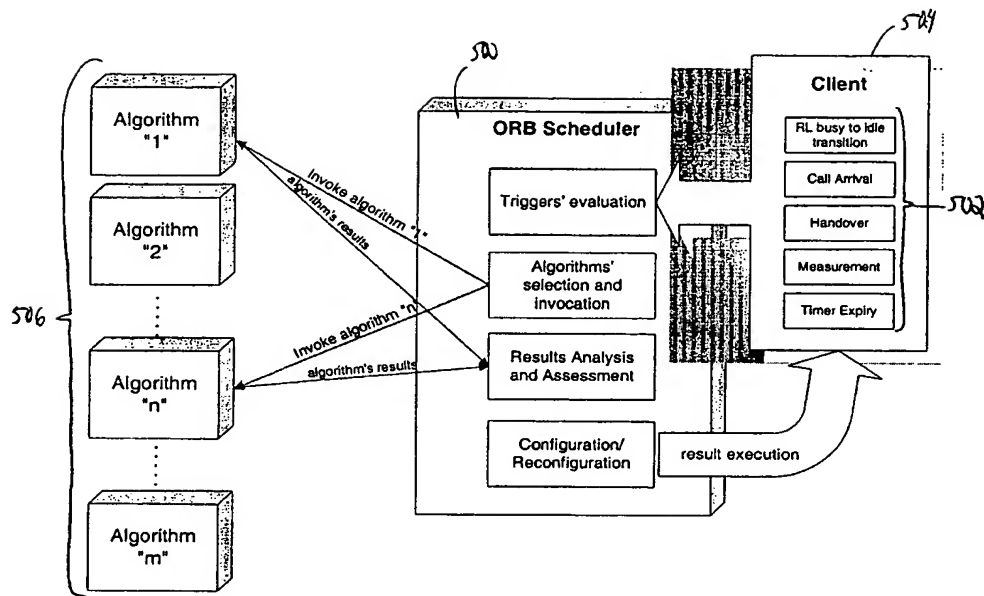 504
500
Client
RL busy to idle
transition
Call Arrival
Handover
Measurement
Timer Expiry
502
ORB Scheduler
Triggers' evaluation
Algorithms'
selection and
invocation
Results Analysis
and Assessment
Configuration/
Reconfiguration
result execution
Invoke algorithm "1"
algorithm's results
Invoke algorithm "n"
algorithm's results
506
Algorithm
"1"
Algorithm
"2"
Algorithm
"n"
Algorithm
"m"